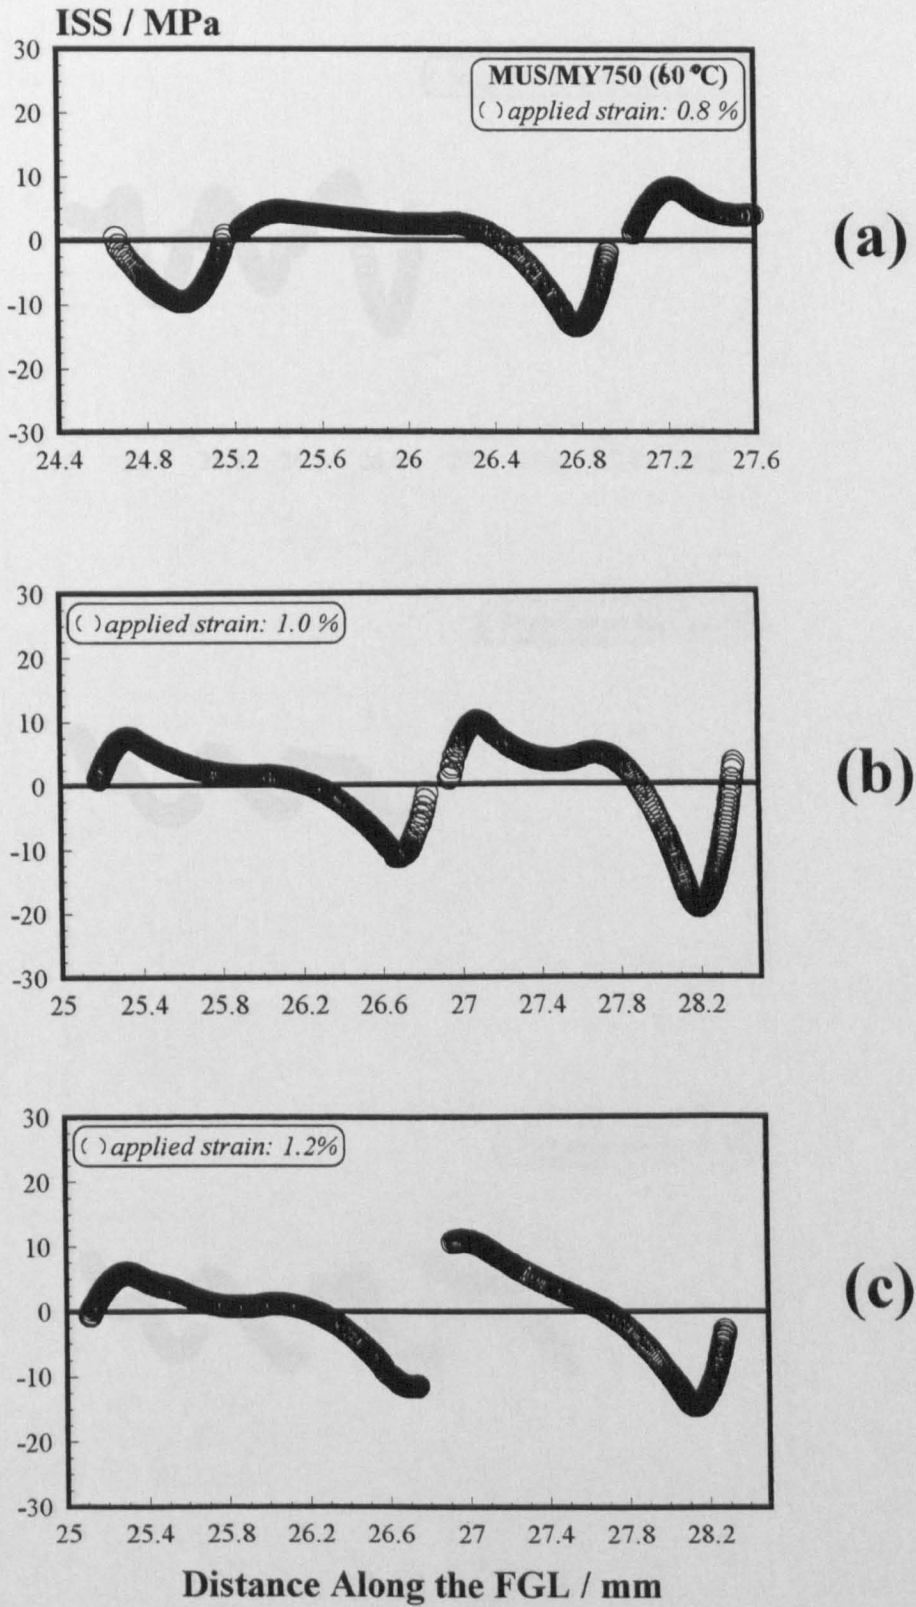 ISS / MPa
30
MUS/MY750 (60 °C)
( ) applied strain: 0.8 %
20
10
(a)
0
-10
-20
-30
24.4 24.8 25.2 25.6 26 26.4 26.8 27.2 27.6
30
( ) applied strain: 1.0 %
20
10
(b)
0
-10
-20
-30
25 25.4 25.8 26.2 26.6 27 27.4 27.8 28.2
30
( ) applied strain: 1.2%
20
10
(c)
0
-10
-20
-30
25 25.4 25.8 26.2 26.6 27 27.4 27.8 28.2
Distance Along the FGL / mm